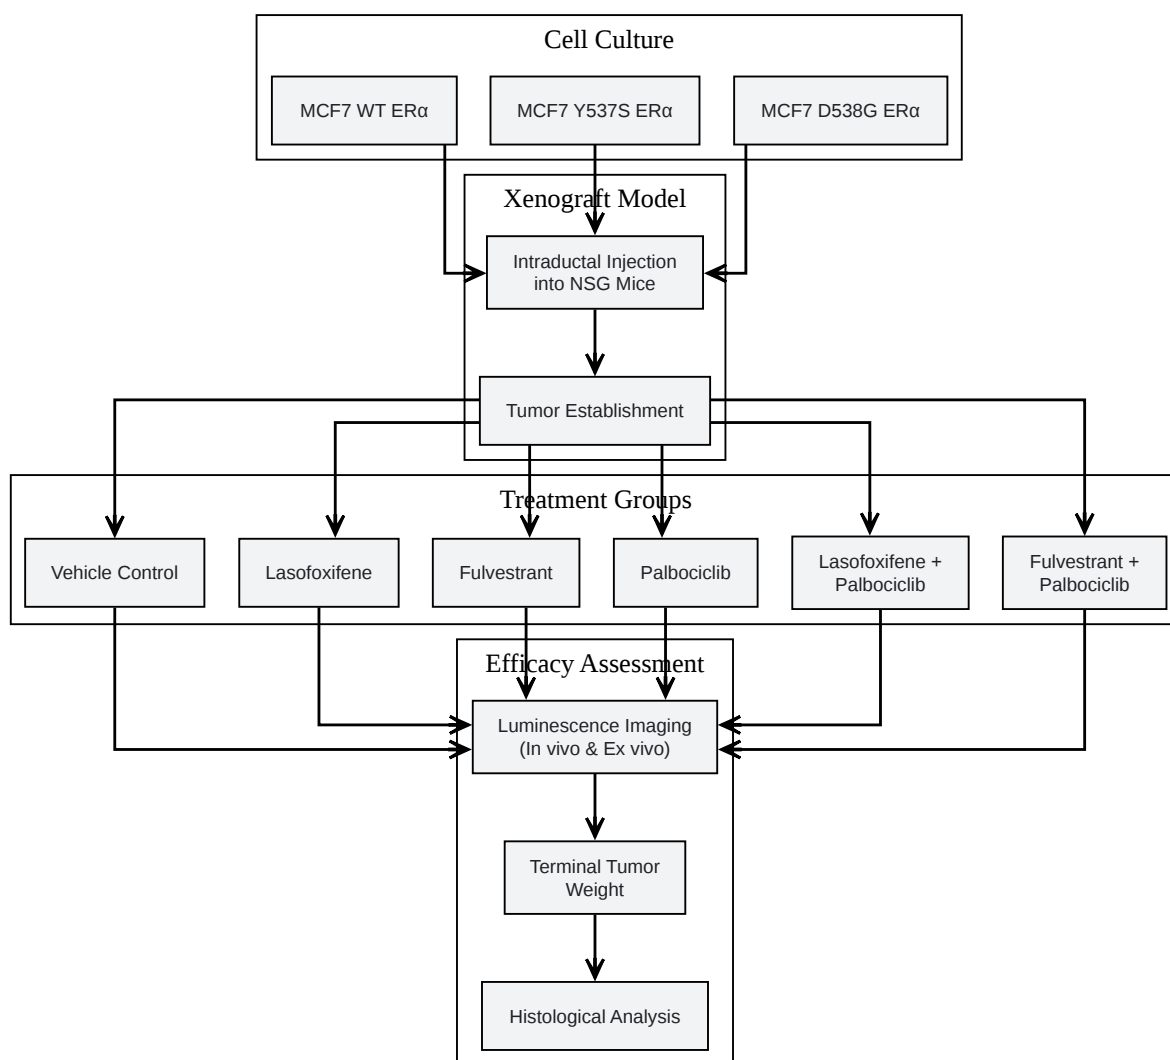 Cell Culture
MCF7 WT ERα
MCF7 Y537S ERα
MCF7 D538G ERα
Xenograft Model
Intraductal Injection
into NSG Mice
Tumor Establishment
Treatment Groups
Vehicle Control
Lasofoxifene
Fulvestrant
Palbociclib
Lasofoxifene +
Palbociclib
Fulvestrant +
Palbociclib
Efficacy Assessment
Luminescence Imaging
(In vivo & Ex vivo)
Terminal Tumor
Weight
Histological Analysis